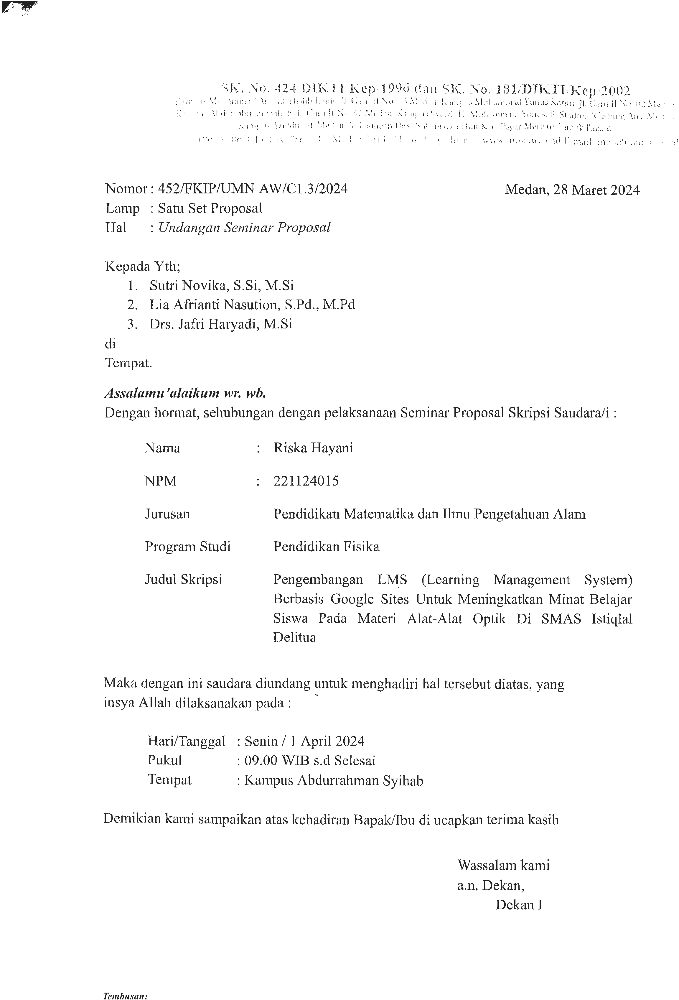 SK. No. 424 DIKTI Kep 1996 dan SK. No. 181/DIKTI/Kep/2002
Nomor : 452/FKIP/UMN AW/C1.3/2024
Medan, 28 Maret 2024
Lamp : Satu Set Proposal
Hal : Undangan Seminar Proposal
Kepada Yth;
1. Sutri Novika, S.Si, M.Si
2. Lia Afrianti Nasution, S.Pd., M.Pd
3. Drs. Jafri Haryadi, M.Si
di
Tempat.
Assalamu'alaikum wr. wb.
Dengan hormat, sehubungan dengan pelaksanaan Seminar Proposal Skripsi Saudara/i :
Nama : Riska Hayani
NPM : 221124015
Jurusan Pendidikan Matematika dan Ilmu Pengetahuan Alam
Program Studi Pendidikan Fisika
Judul Skripsi Pengembangan LMS (Learning Management System)
Berbasis Google Sites Untuk Meningkatkan Minat Belajar
Siswa Pada Materi Alat-Alat Optik Di SMAS Istiqlal
Delitua
Maka dengan ini saudara diundang untuk menghadiri hal tersebut diatas, yang
insya Allah dilaksanakan pada :
Hari/Tanggal : Senin / 1 April 2024
Pukul : 09.00 WIB s.d Selesai
Tempat : Kampus Abdurrahman Syihab
Demikian kami sampaikan atas kehadiran Bapak/Ibu di ucapkan terima kasih
Wassalam kami
a.n. Dekan,
Dekan I
Tembusan: